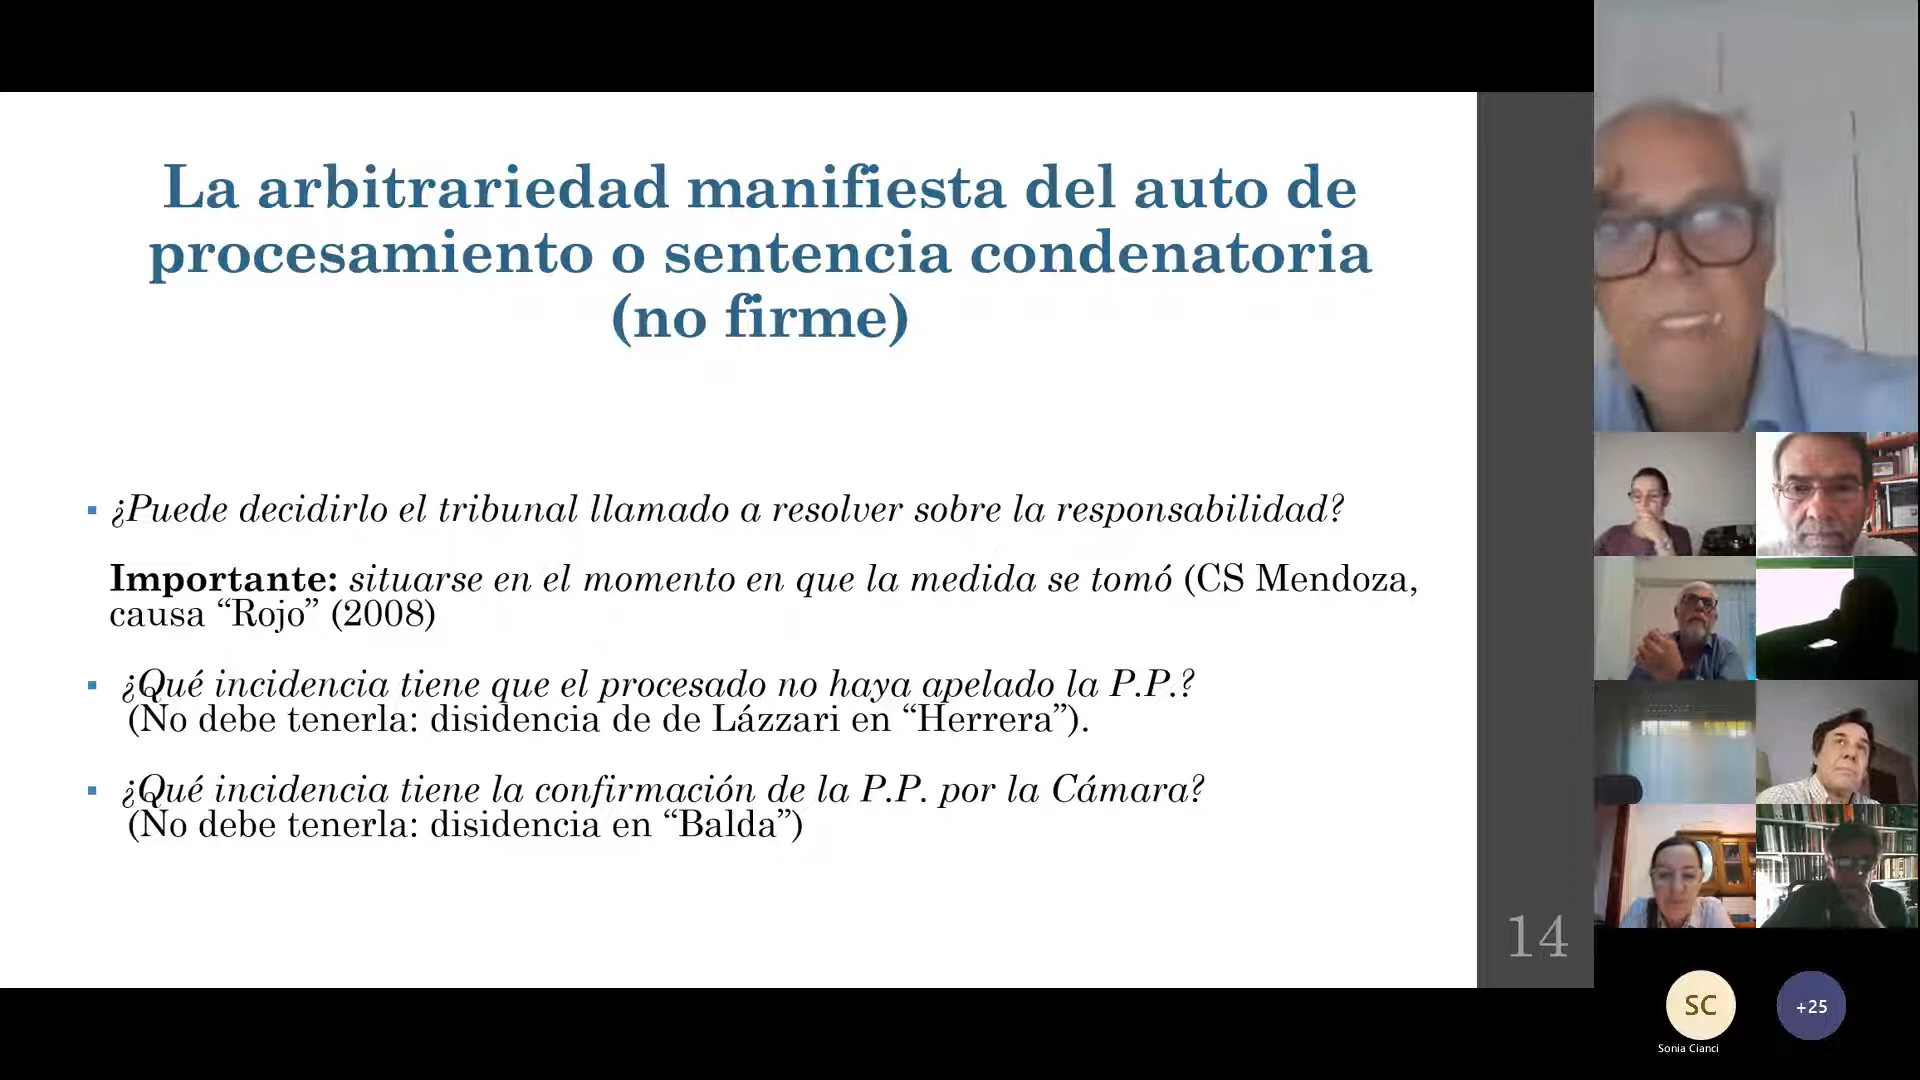 La arbitrariedad manifiesta del auto de
procesamiento o sentencia condenatoria
(no firme)
▪ ¿Puede decidirlo el tribunal llamado a resolver sobre la responsabilidad?
Importante: situarse en el momento en que la medida se tomó (CS Mendoza,
causa “Rojo” (2008)
▪ ¿Qué incidencia tiene que el procesado no haya apelado la P.P.?
(No debe tenerla: disidencia de de Lázzari en “Herrera”).
▪ ¿Qué incidencia tiene la confirmación de la P.P. por la Cámara?
(No debe tenerla: disidencia en “Balda”)
14
SC
+25
Sonia Cianci